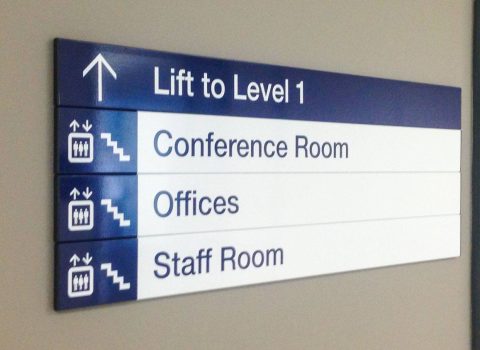 Lift to Level 1
Conference Room
Offices
Staff Room